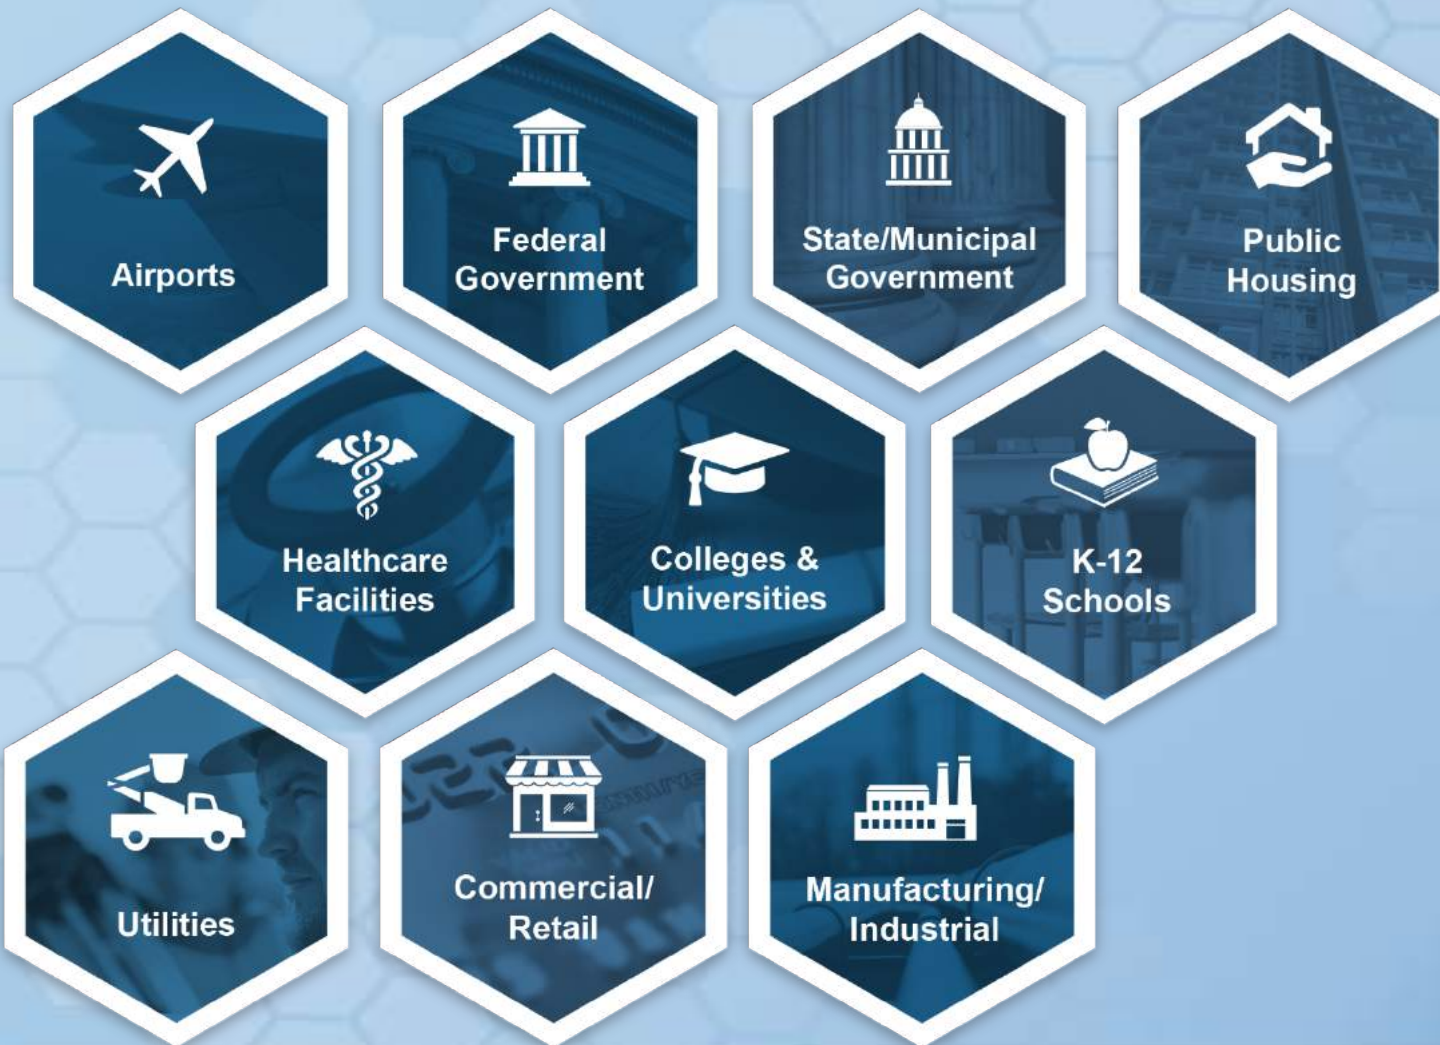 Airports
Federal
Government
State/Municipal
Government
Public
Housing
Healthcare
Facilities
Colleges &
Universities
K-12
Schools
Utilities
Commercial/
Retail
Manufacturing/
Industrial